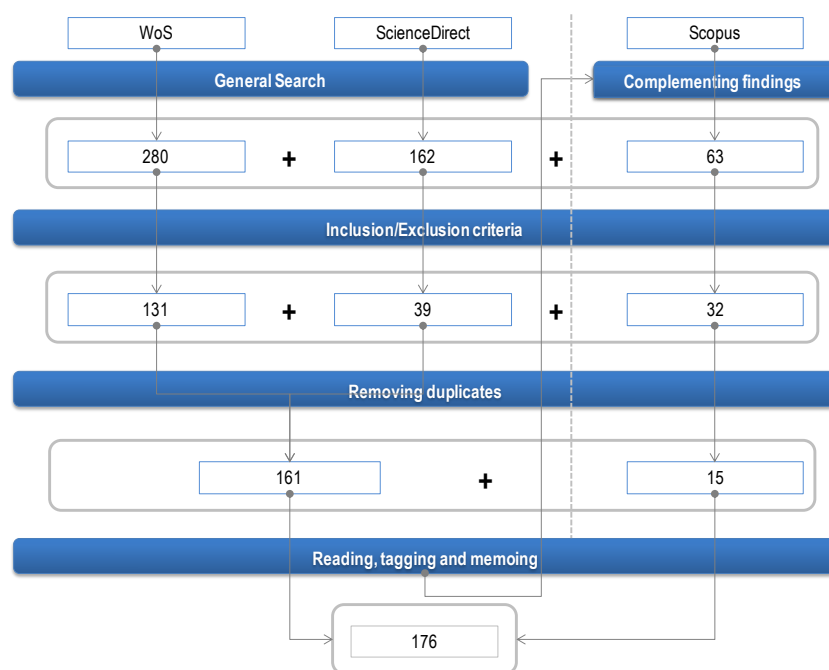 WoS
ScienceDirect
Scopus
General Search
Complementing findings
280
+
162
+
63
Inclusion/Exclusion criteria
131
+
39
+
32
Removing duplicates
161
+
15
Reading, tagging and memoing
176